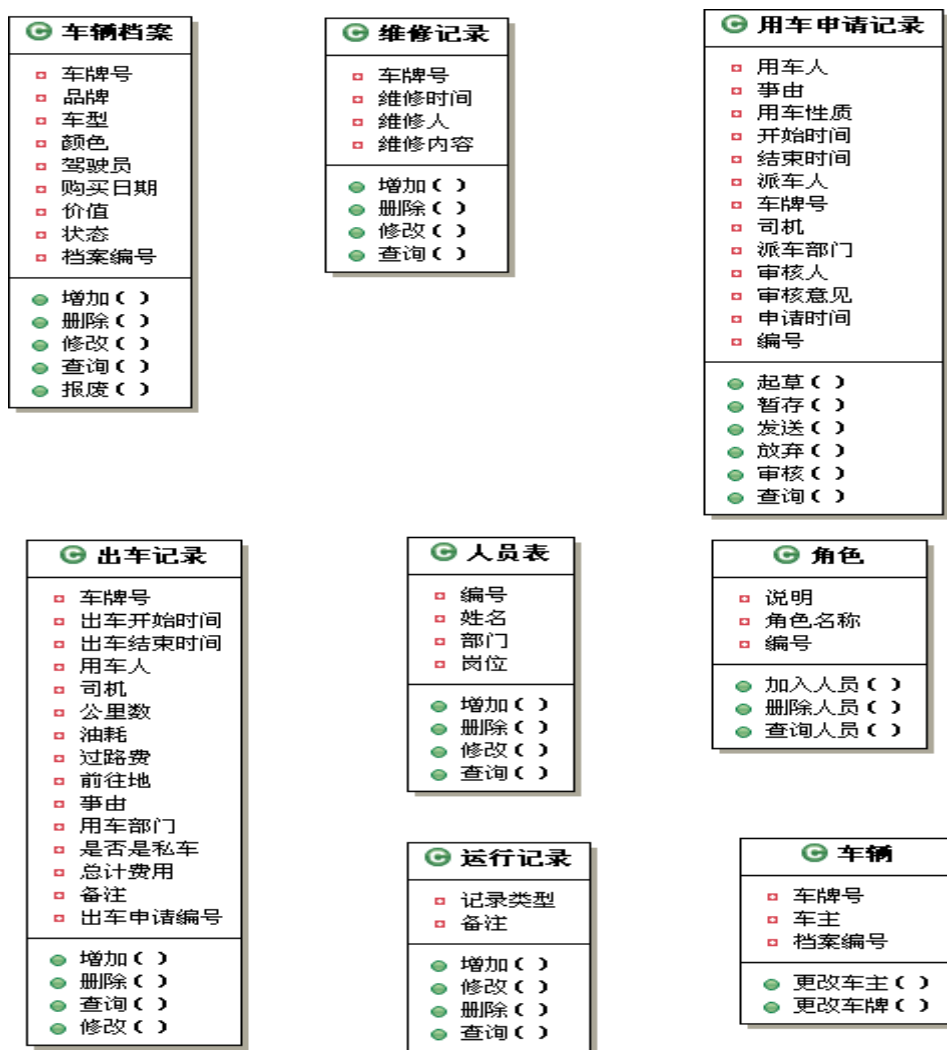 车辆档案
车牌号
品牌
车型
颜色
驾驶员
购买日期
价值
状态
档案编号
增加( )
删除( )
修改( )
查询( )
报废( )
维修记录
车牌号
维修时间
维修人
维修内容
增加( )
删除( )
修改( )
查询( )
用车申请记录
用车人
事由
用车性质
开始时间
结束时间
派车人
车牌号
司机
派车部门
审核人
审核意见
申请时间
编号
起草( )
暂存( )
发送( )
放弃( )
审核( )
查询( )
出车记录
车牌号
出车开始时间
出车结束时间
用车人
司机
公里数
油耗
过路费
前往地
事由
用车部门
是否是私车
总计费用
备注
出车申请编号
增加( )
删除( )
查询( )
修改( )
人员表
编号
姓名
部门
岗位
增加( )
删除( )
修改( )
查询( )
角色
说明
角色名称
编号
加入人员( )
删除人员( )
查询人员( )
运行记录
记录类型
备注
增加( )
修改( )
删除( )
查询( )
车辆
车牌号
车主
档案编号
更改车主( )
更改车牌( )